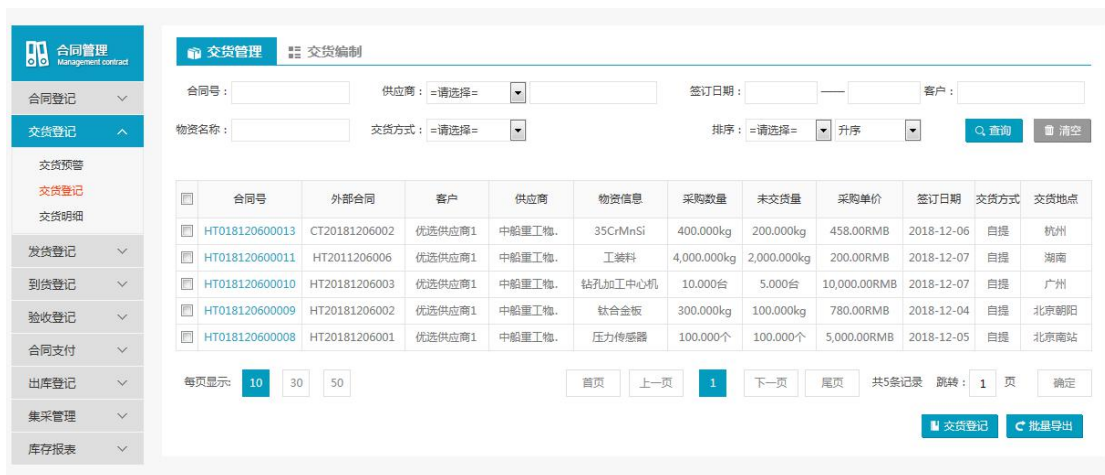 合同管理
Management contract
合同登记
交货登记
交货预警
交货登记
交货明细
发货登记
到货登记
验收登记
合同支付
出库登记
集采管理
库存报表
交货管理 交货编制
合同号： 供应商：=请选择= 签订日期： —— 客户：
物资名称： 交货方式：=请选择= 排序：=请选择= 升序 查询 清空
合同号 外部合同 客户 供应商 物资信息 采购数量 未交货量 采购单价 签订日期 交货方式 交货地点
HT018120600013 CT20181206002 优选供应商1 中船重工物.. 35CrMnSi 400.000kg 200.000kg 458.00RMB 2018-12-06 自提 杭州
HT018120600011 HT2011206006 优选供应商1 中船重工物.. 工装料 4,000.000kg 2,000.000kg 200.00RMB 2018-12-07 自提 湖南
HT018120600010 HT20181206003 优选供应商1 中船重工物.. 钻孔加工中心机 10.000台 5.000台 10,000.00RMB 2018-12-07 自提 广州
HT018120600009 HT20181206002 优选供应商1 中船重工物.. 钛合金板 300.000kg 100.000kg 780.00RMB 2018-12-04 自提 北京朝阳
HT018120600008 HT20181206001 优选供应商1 中船重工物.. 压力传感器 100.000个 100.000个 5,000.00RMB 2018-12-05 自提 北京南站
每页显示: 10 30 50 首页 上一页 1 下一页 尾页 共5条记录 跳转： 1 页 确定
交货登记 批量导出